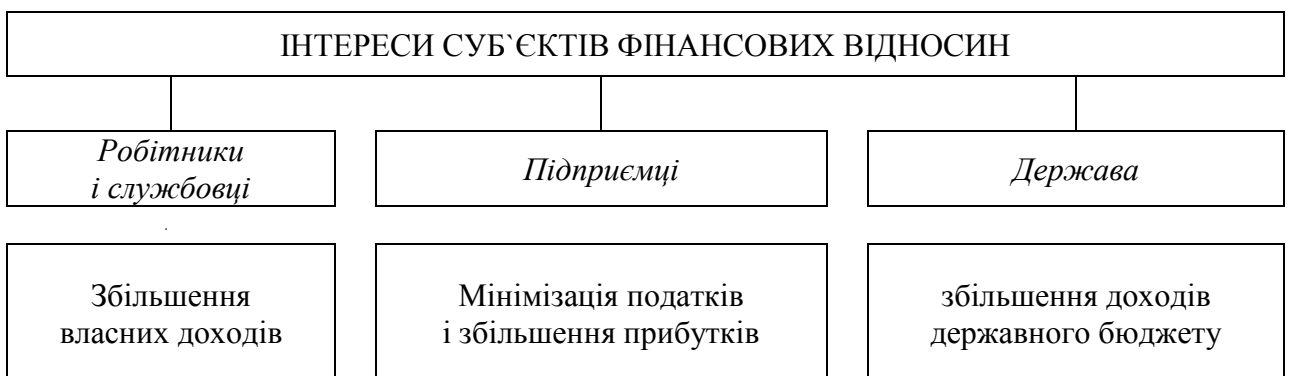 ІНТЕРЕСИ СУБ`ЄКТІВ ФІНАНСОВИХ ВІДНОСИН
Робітники
і службовці
Підприємці
Держава
Збільшення
власних доходів
Мінімізація податків
і збільшення прибутків
збільшення доходів
державного бюджету